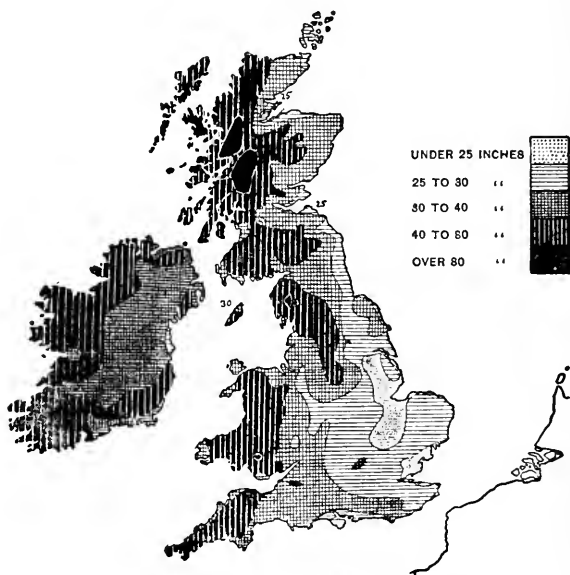 25
UNDER 25 INCHES
25 TO 30 "
30 TO 40 "
25
40 TO 80 "
OVER 80 "
30